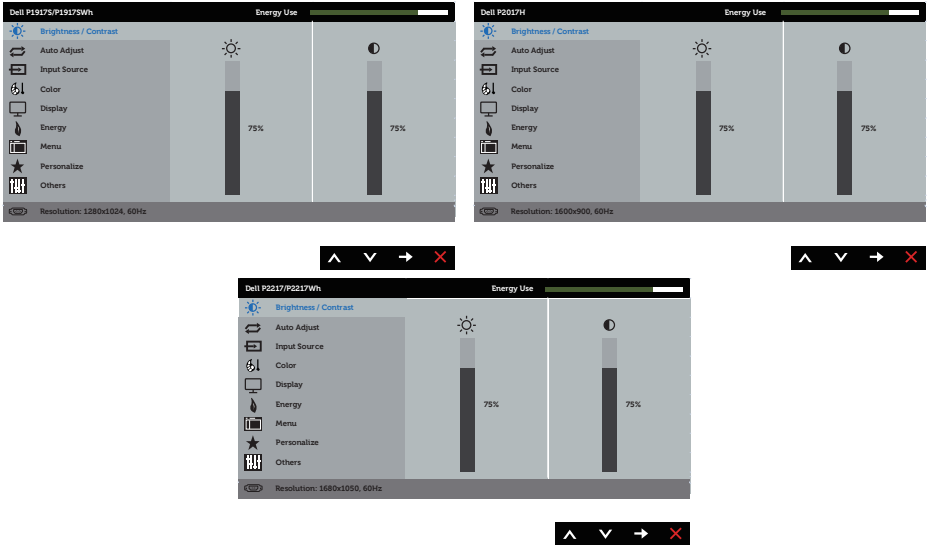 Dell P1917S/P1917SWh Energy Use
Brightness / Contrast
Auto Adjust
Input Source
Color
Display
Energy
75% 75%
Menu
Personalize
Others
Resolution: 1280x1024, 60Hz
Dell P2017H Energy Use
Brightness / Contrast
Auto Adjust
Input Source
Color
Display
Energy
75% 75%
Menu
Personalize
Others
Resolution: 1600x900, 60Hz
Dell P2217/P2217Wh Energy Use
Brightness / Contrast
Auto Adjust
Input Source
Color
Display
Energy
75% 75%
Menu
Personalize
Others
Resolution: 1680x1050, 60Hz